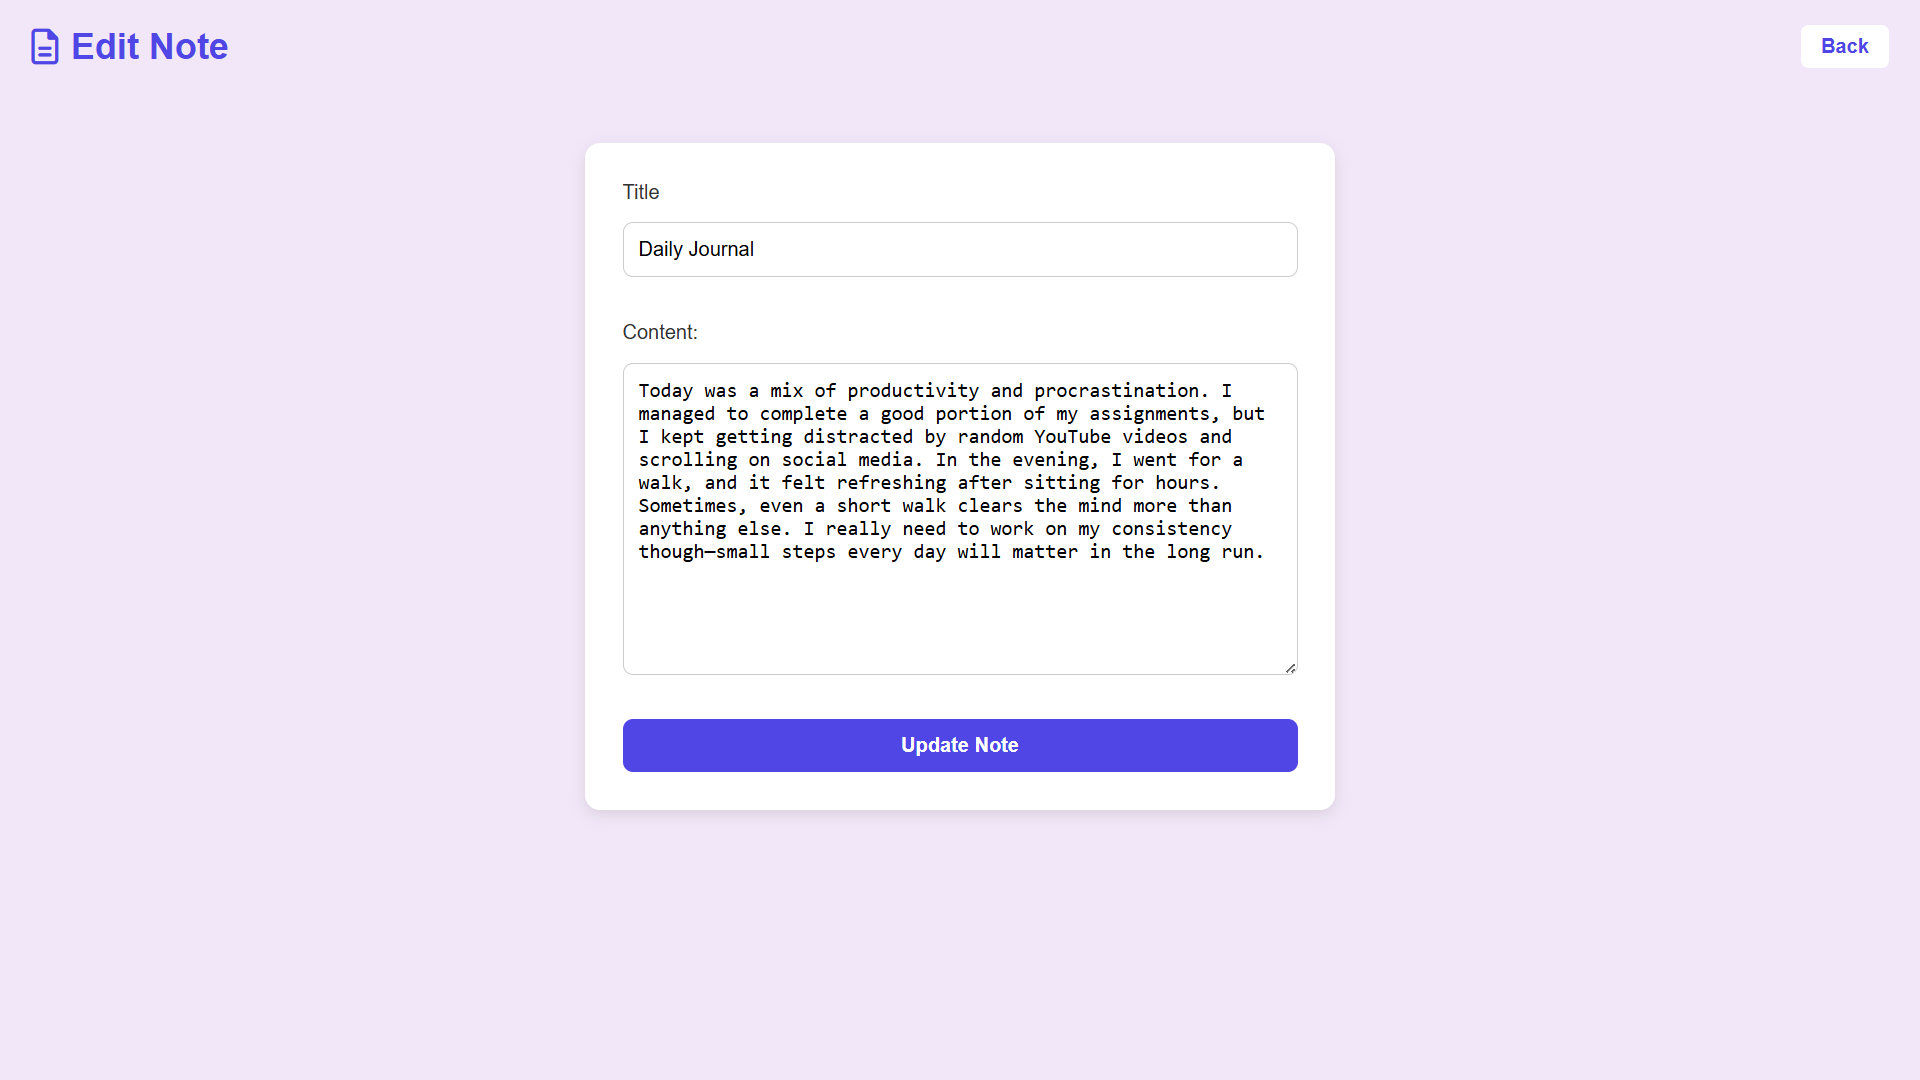 Edit Note
Back
Title
Daily Journal
Content:
Today was a mix of productivity and procrastination. I
managed to complete a good portion of my assignments, but
I kept getting distracted by random YouTube videos and
scrolling on social media. In the evening, I went for a
walk, and it felt refreshing after sitting for hours.
Sometimes, even a short walk clears the mind more than
anything else. I really need to work on my consistency
though—small steps every day will matter in the long run.
Update Note